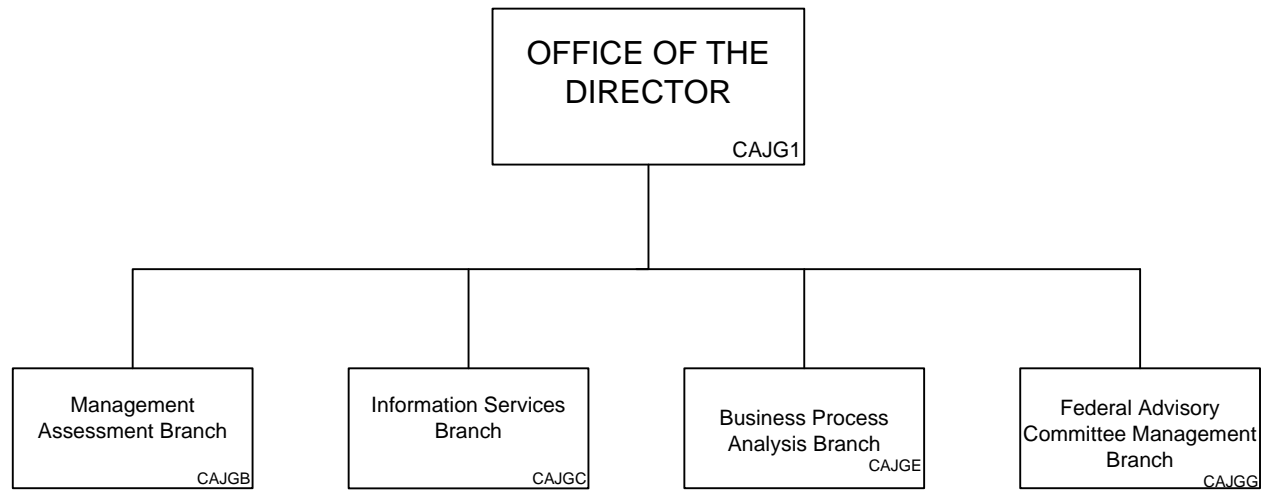 OFFICE OF THE
DIRECTOR
CAJG1
Management
Assessment Branch
CAJGB
Information Services
Branch
CAJGC
Business Process
Analysis Branch
CAJGE
Federal Advisory
Committee Management
Branch
CAJGG